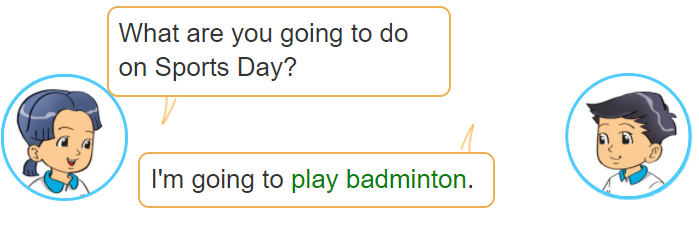 What are you going to do
on Sports Day?
I'm going to play badminton.